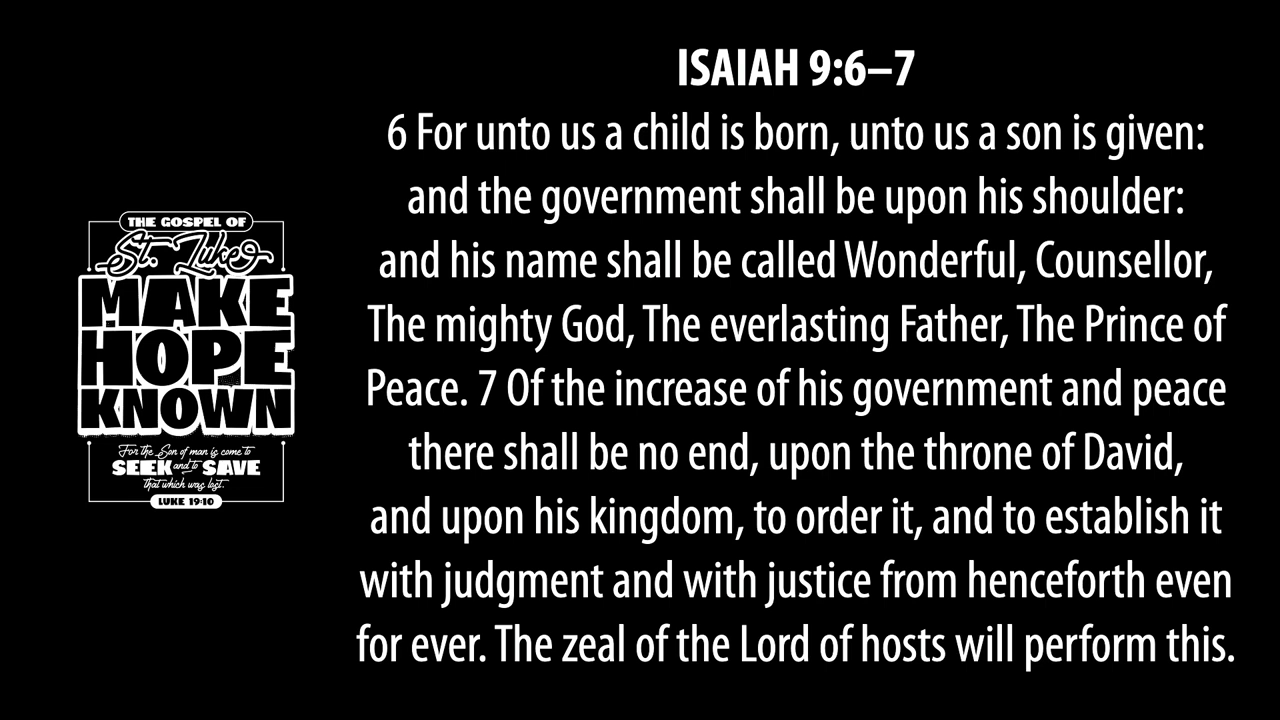 THE GOSPEL OF
St. Luke
MAKE
HOPE
KNOWN
For the Son of man is come to
SEEK and to SAVE
that which was lost.
LUKE 19:10
ISAIAH 9:6–7
6 For unto us a child is born, unto us a son is given:
and the government shall be upon his shoulder:
and his name shall be called Wonderful, Counsellor,
The mighty God, The everlasting Father, The Prince of
Peace. 7 Of the increase of his government and peace
there shall be no end, upon the throne of David,
and upon his kingdom, to order it, and to establish it
with judgment and with justice from henceforth even
for ever. The zeal of the Lord of hosts will perform this.